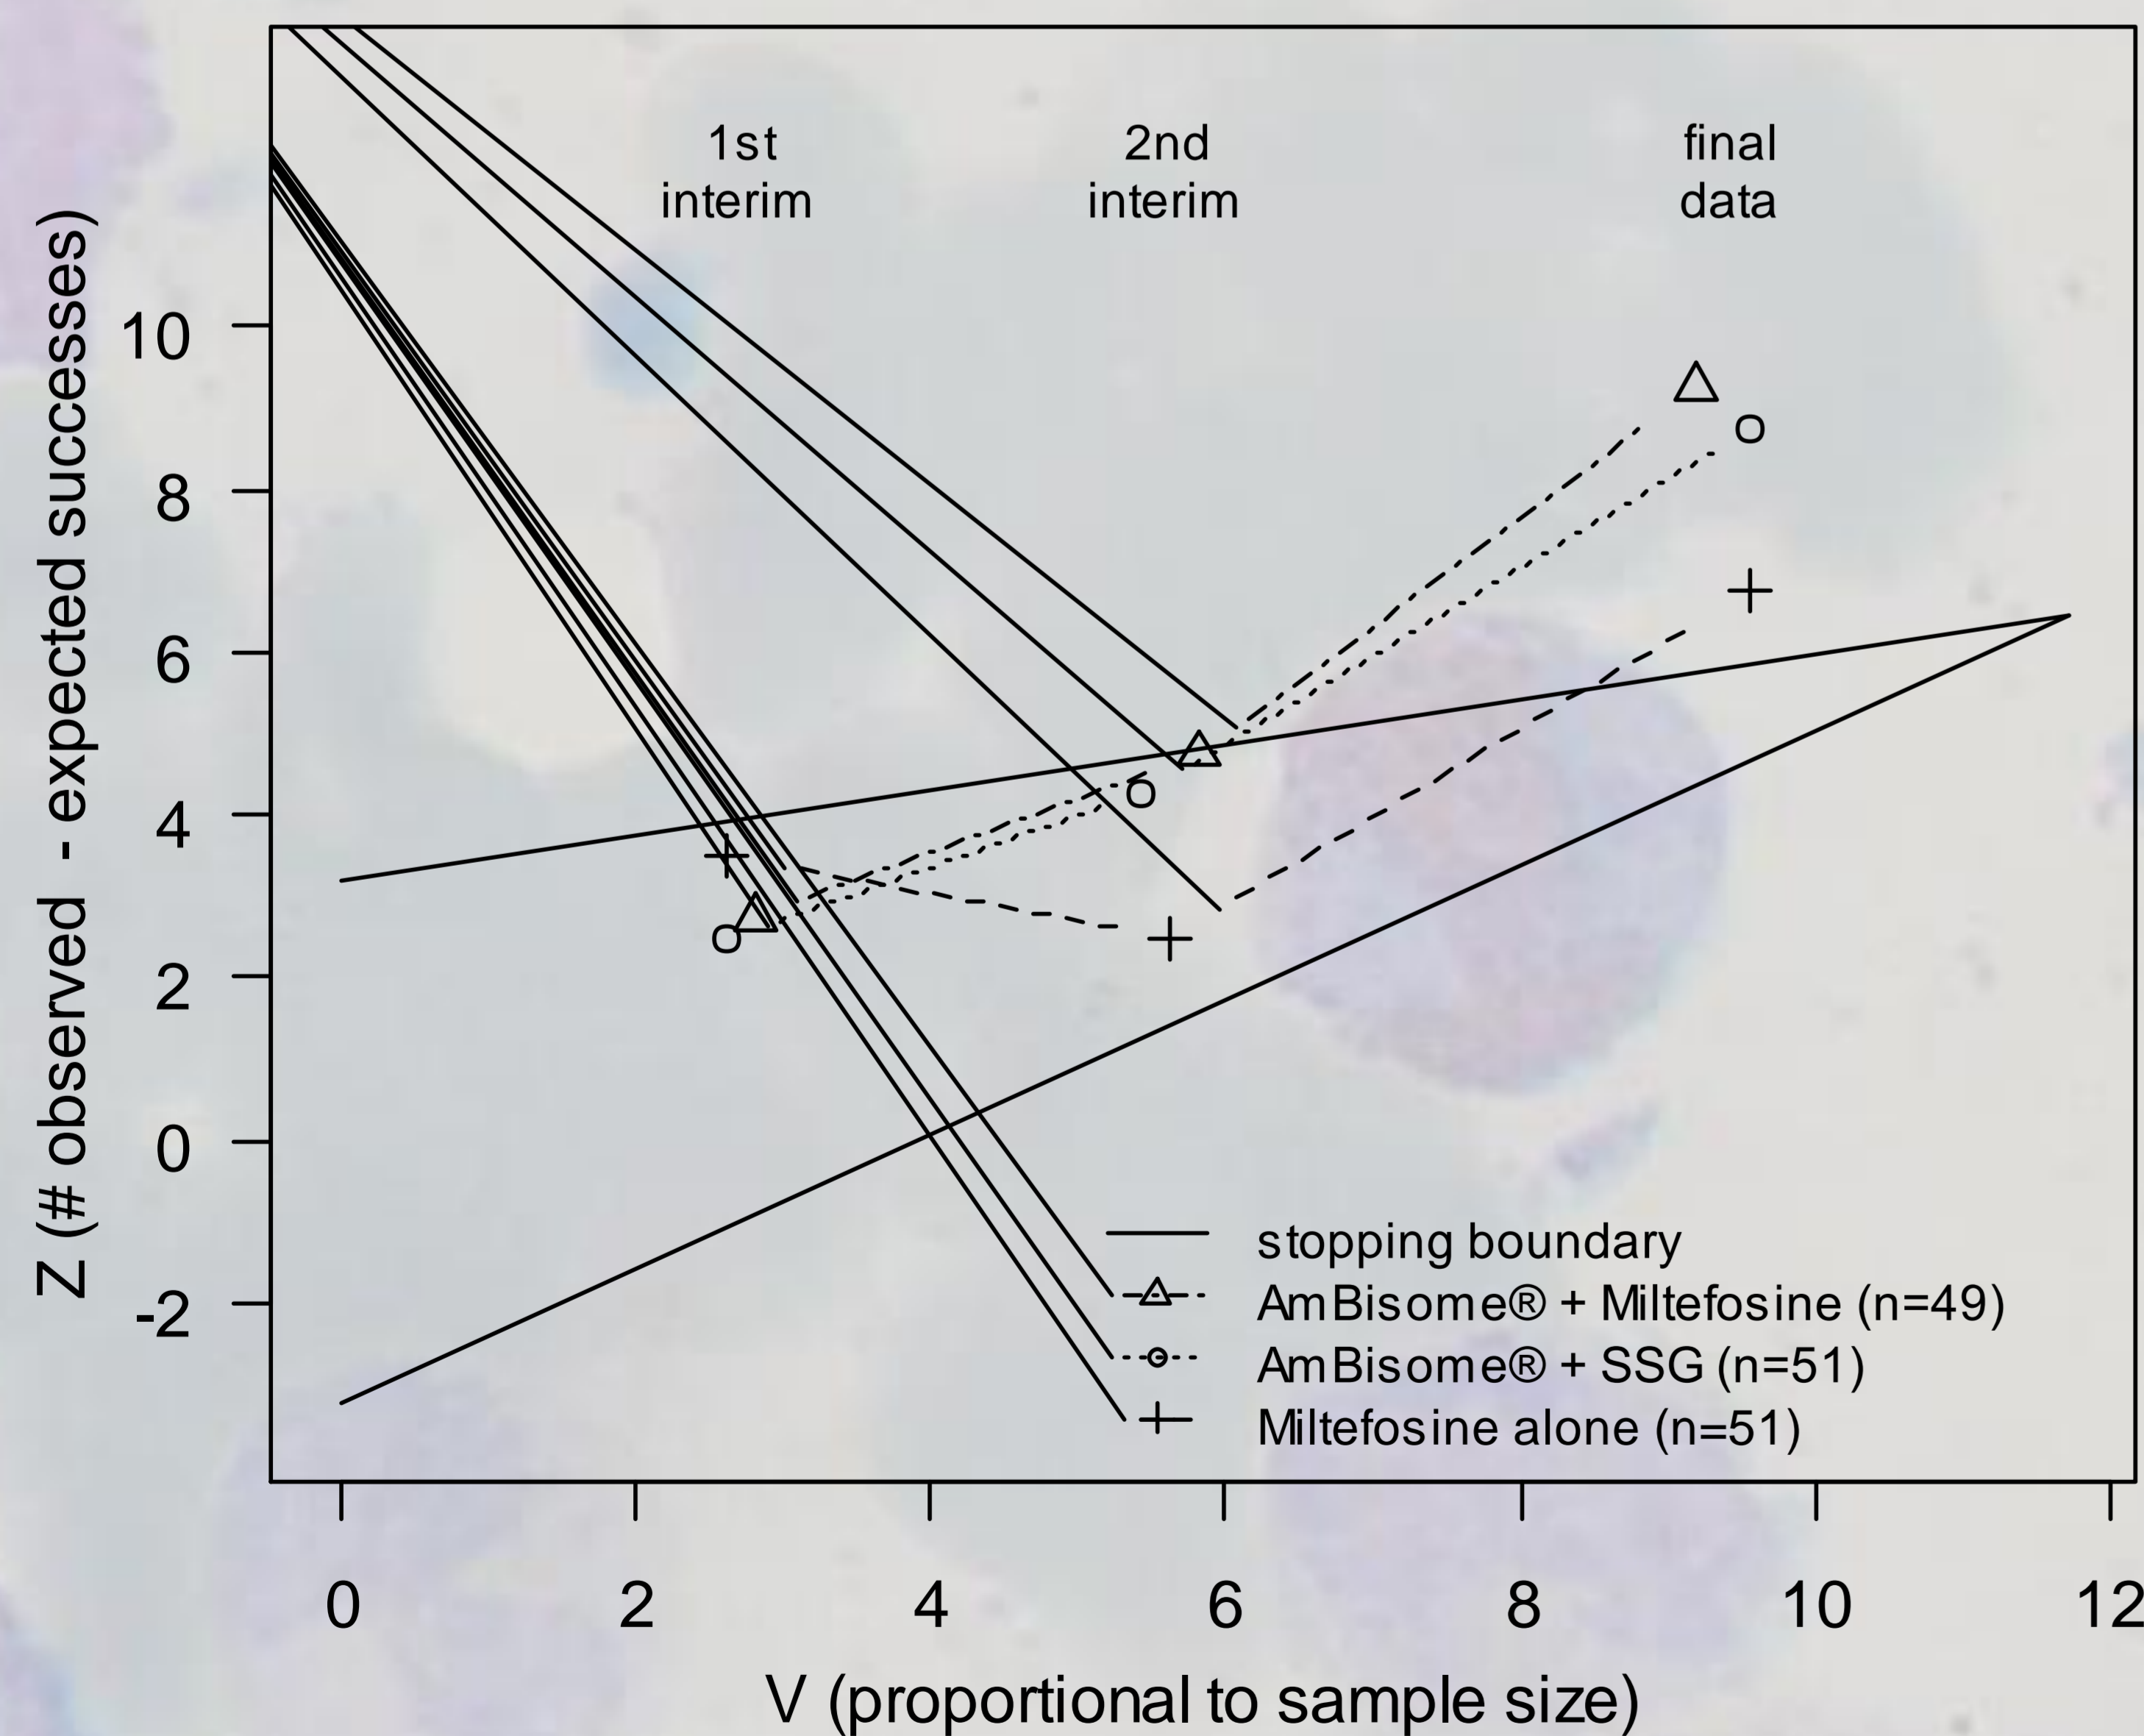 1st
interim
2nd
interim
final
data
Z (# observed - expected successes)
10
8
6
4
2
0
-2
stopping boundary
AmBisome® + Miltefosine (n=49)
AmBisome® + SSG (n=51)
Miltefosine alone (n=51)
0 2 4 6 8 10 12
V (proportional to sample size)